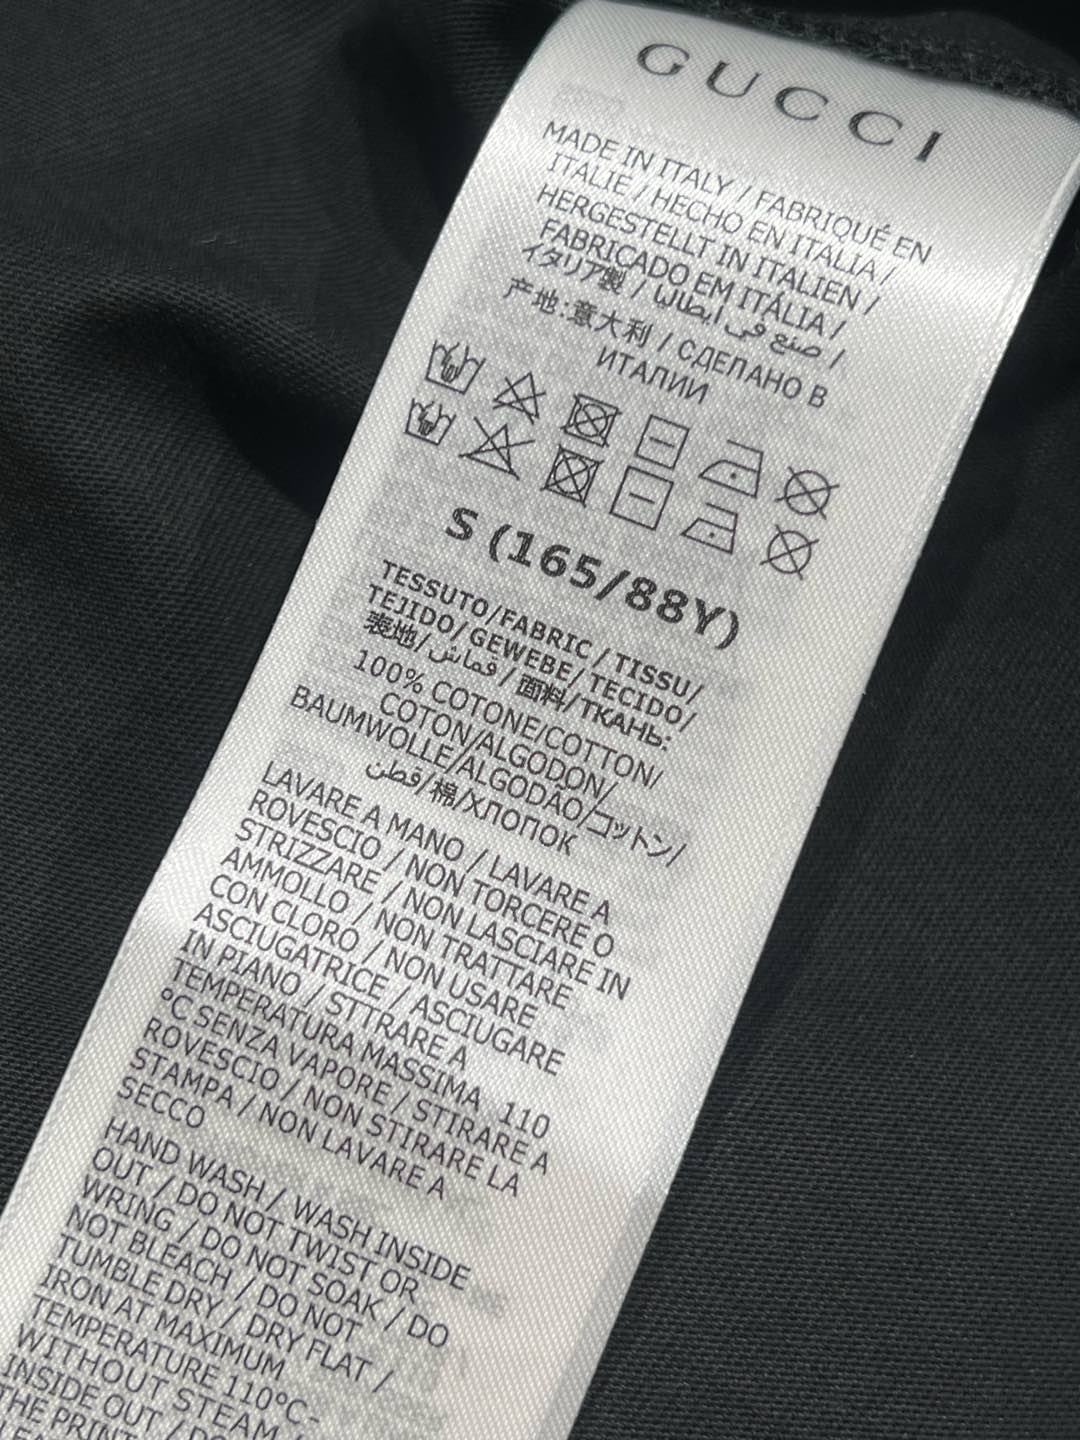 GUCCI
MADE IN ITALY / FABRIQUÉ EN
ITALIE / HECHO EN ITALIA /
HERGESTELLT IN ITALIEN /
FABRICADO EM ITÁLIA /
イタリア製 / صنع في ايطاليا /
产地:意大利 / СДЕЛАНО В
ИТАЛИИ
S (165/88Y)
TESSUTO/FABRIC / TISSU/
TEJIDO/ GEWEBE/ TECIDO/
表地/ قماش / 面料/ТКАНЬ:
100% COTONE/COTTON/
COTON/ALGODON/
BAUMWOLLE/ALGODÃO/コットン/
قطن/棉/ХЛОПОК
LAVARE A MANO / LAVARE A
ROVESCIO / NON TORCERE O
STRIZZARE / NON LASCIARE IN
AMMOLLO / NON TRATTARE
CON CLORO / NON USARE
ASCIUGATRICE / ASCIUGARE
IN PIANO / STTRARE A
TEMPERATURA MASSIMA 110
°C SENZA VAPORE / STIRARE A
ROVESCIO / NON STIRARE LA
STAMPA / NON LAVARE A
SECCO
HAND WASH / WASH INSIDE
OUT / DO NOT TWIST OR
WRING / DO NOT SOAK / DO
NOT BLEACH / DO NOT
TUMBLE DRY / DRY FLAT /
IRON AT MAXIMUM
TEMPERATURE 110°C-
WITHOUT STEAM /
INSIDE OUT /
THE PRINT